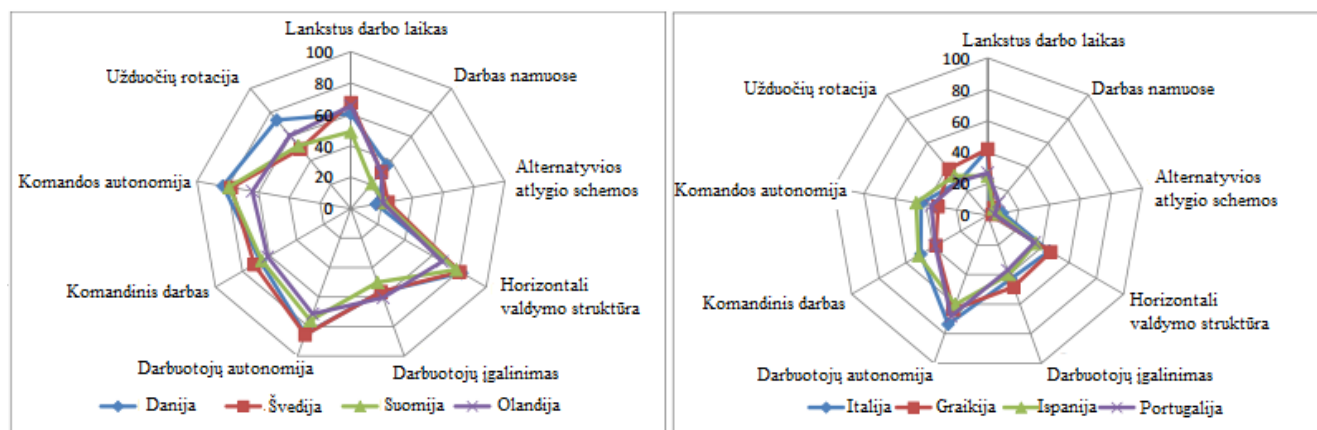 Lankstus darbo laikas
100
80
60
40
20
0
Darbas namuose
Alternatyvios
atlygio schemos
Horizontali
valdymo struktūra
Darbuotojų įgalinimas
Darbuotojų autonomija
Komandinis darbas
Komandos autonomija
Užduočių rotacija
Danija Švedija Suomija Olandija
Lankstus darbo laikas
100
80
60
40
20
0
Darbas namuose
Alternatyvios
atlygio schemos
Horizontali
valdymo struktūra
Darbuotojų įgalinimas
Darbuotojų autonomija
Komandinis darbas
Komandos autonomija
Užduočių rotacija
Italija Graikija Ispanija Portugalija